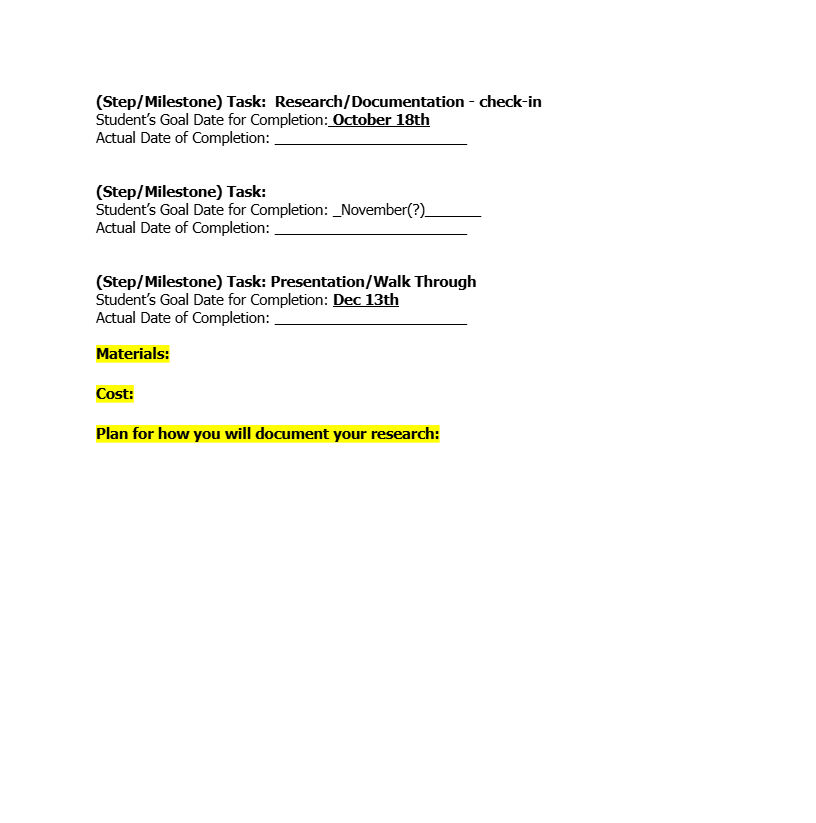 (Step/Milestone) Task:  Research/Documentation - check-in
Student’s Goal Date for Completion: October 18th
Actual Date of Completion: ________________________
(Step/Milestone) Task:
Student’s Goal Date for Completion: _November(?)_______
Actual Date of Completion: ________________________
(Step/Milestone) Task: Presentation/Walk Through
Student’s Goal Date for Completion: Dec 13th
Actual Date of Completion: ________________________
Materials:
Cost:
Plan for how you will document your research: